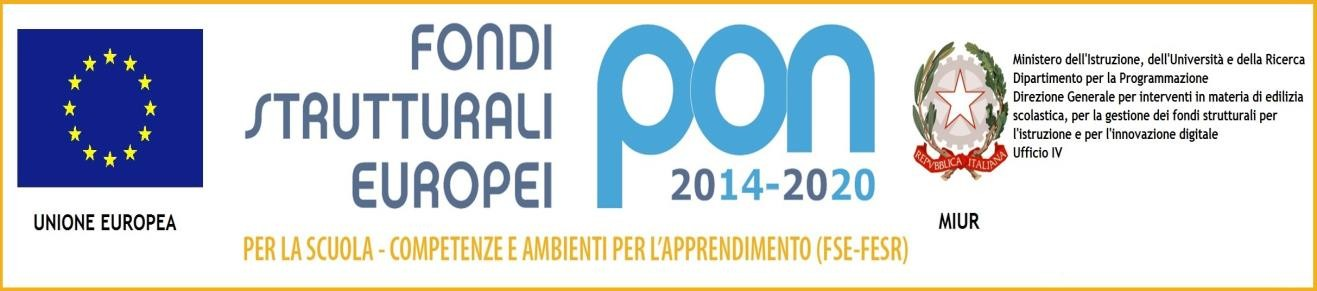 UNIONE EUROPEA
FONDI
STRUTTURALI
EUROPEI
pon
2014-2020
PER LA SCUOLA - COMPETENZE E AMBIENTI PER L'APPRENDIMENTO (FSE-FESR)
REPVBBLICA ITALIANA
MIUR
Ministero dell'Istruzione, dell'Università e della Ricerca
Dipartimento per la Programmazione
Direzione Generale per interventi in materia di edilizia
scolastica, per la gestione dei fondi strutturali per
l'istruzione e per l'innovazione digitale
Ufficio IV